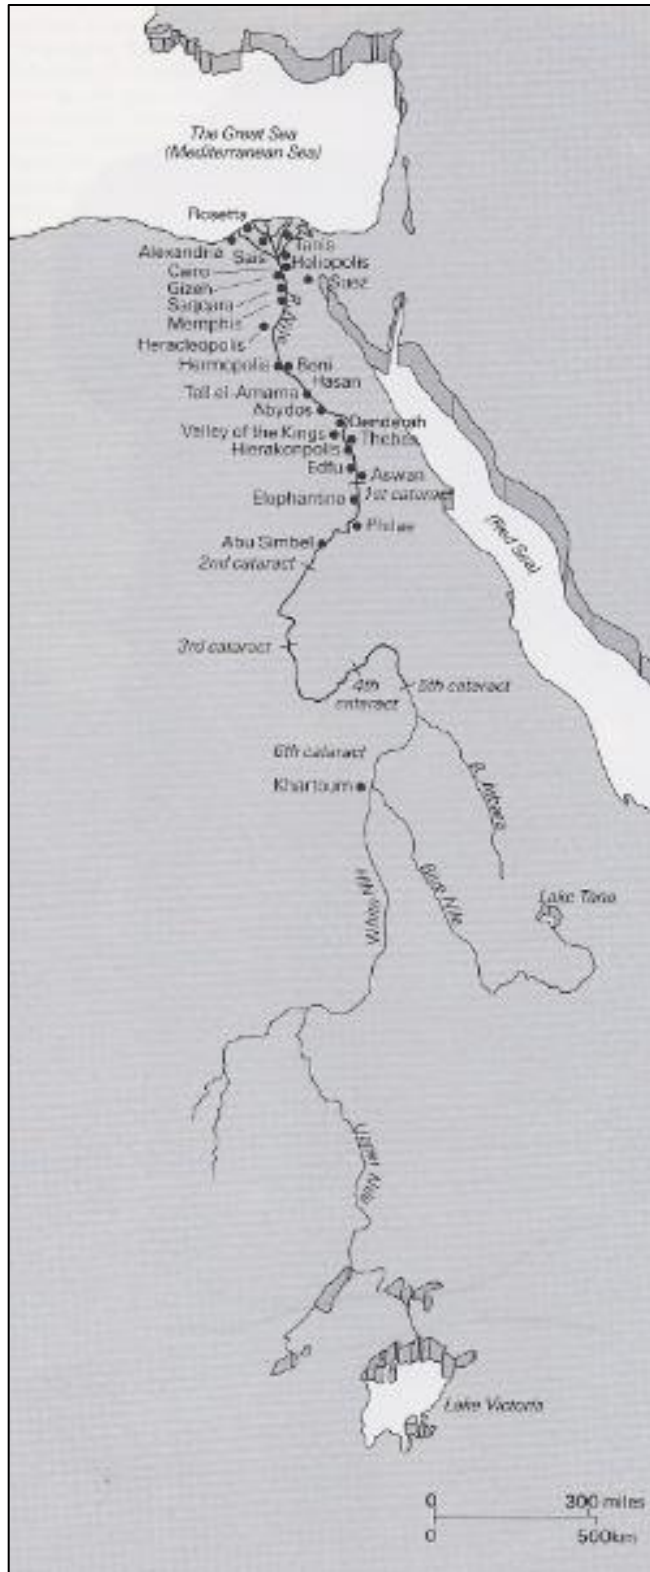 The Great Sea
(Mediterranean Sea)
Rosetta
Alexandria
Sais
Tanis
Heliopolis
Cairo
Suez
Gizeh
Saqqara
Memphis
R. Nile
Heracleopolis
Hermopolis
Beni
Hasan
Tell el-Amarna
Abydos
Denderah
Valley of the Kings
Thebes
Hierakonpolis
Edfu
Aswan
1st cataract
Elephantine
Philae
(Red Sea)
Abu Simbel
2nd cataract
3rd cataract
4th
cataract
5th cataract
6th cataract
Khartoum
R. Atbara
White Nile
Blue Nile
Lake Tana
Upper Nile
Lake Victoria
0 300 miles
0 500km